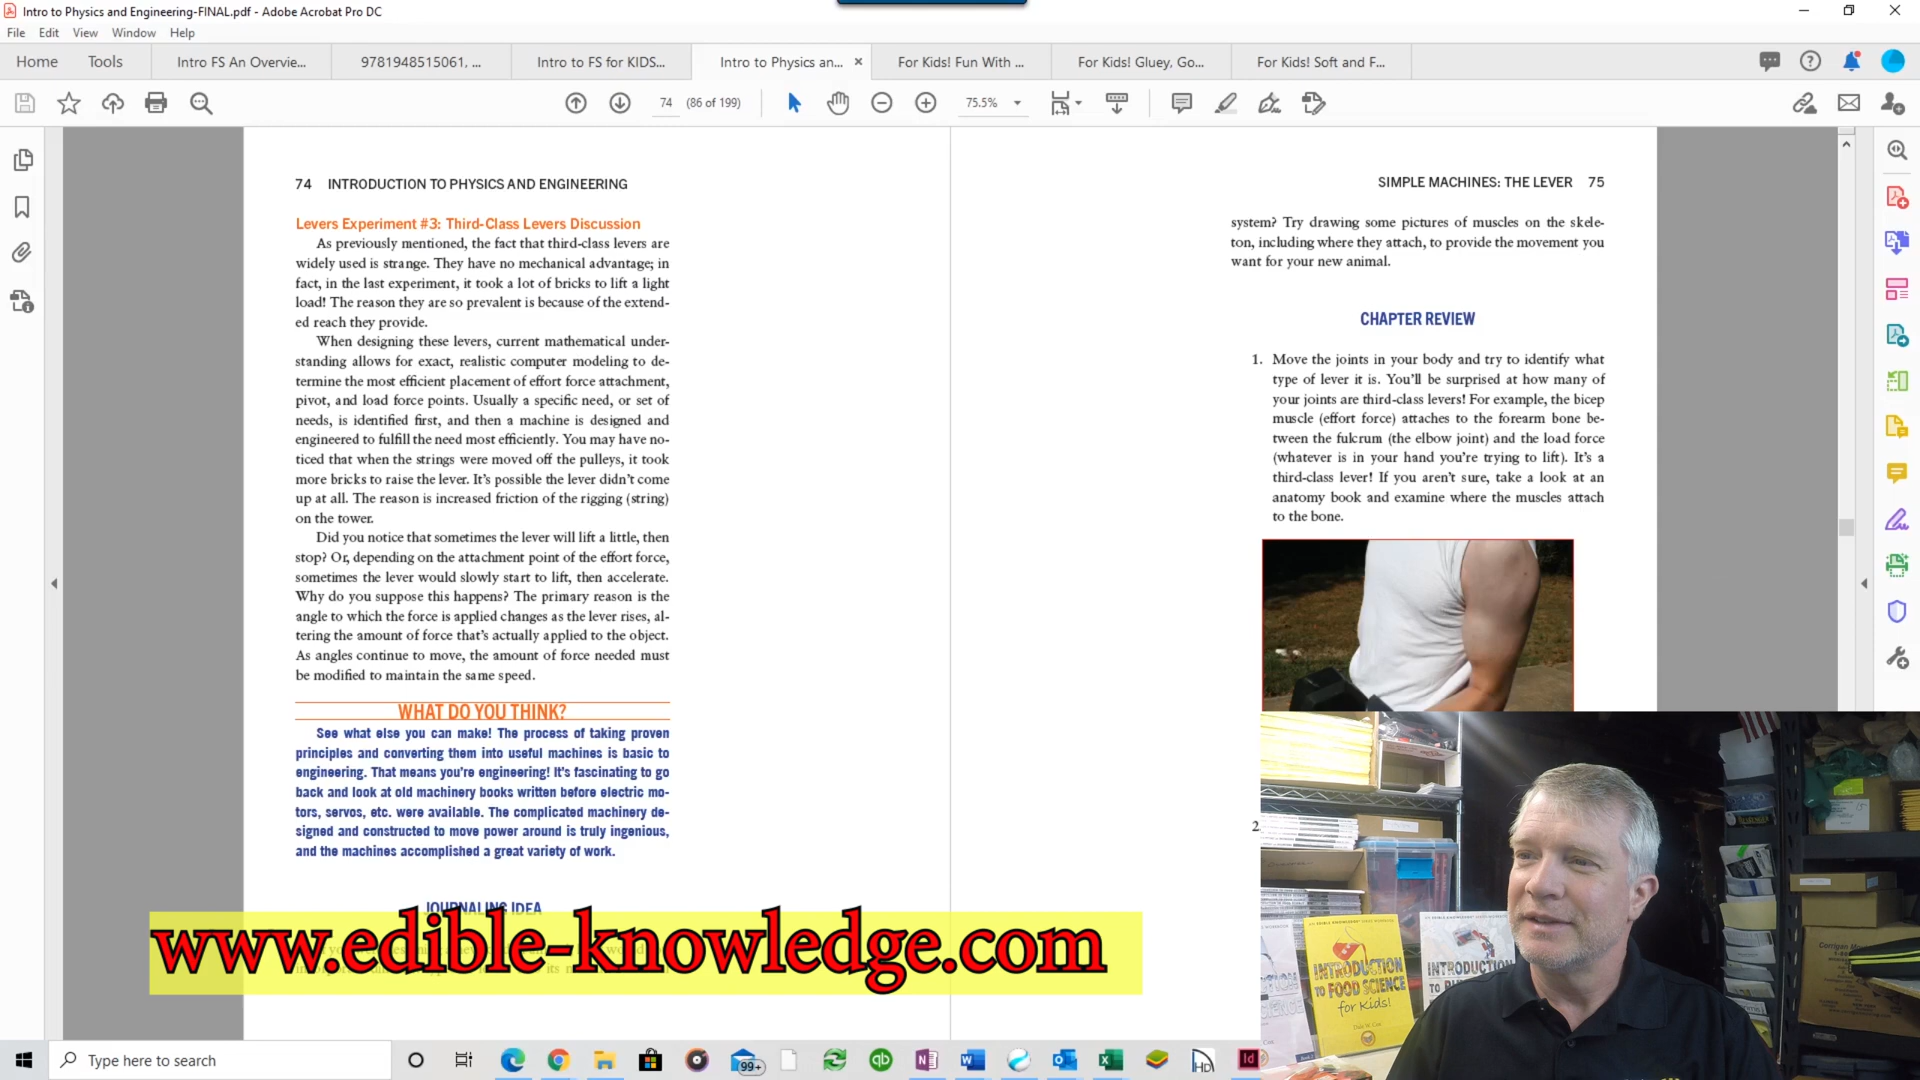 Intro to Physics and Engineering-FINAL.pdf - Adobe Acrobat Pro DC
File Edit View Window Help
Home Tools Intro FS An Overvie... 9781948515061, ... Intro to FS for KIDS... Intro to Physics an... × For Kids! Fun With ... For Kids! Gluey, Go... For Kids! Soft and F...
74 (86 of 199) 75.5%
74 INTRODUCTION TO PHYSICS AND ENGINEERING
Levers Experiment #3: Third-Class Levers Discussion
As previously mentioned, the fact that third-class levers are
widely used is strange. They have no mechanical advantage; in
fact, in the last experiment, it took a lot of bricks to lift a light
load! The reason they are so prevalent is because of the extend-
ed reach they provide.
When designing these levers, current mathematical under-
standing allows for exact, realistic computer modeling to de-
termine the most efficient placement of effort force attachment,
pivot, and load force points. Usually a specific need, or set of
needs, is identified first, and then a machine is designed and
engineered to fulfill the need most efficiently. You may have no-
ticed that when the strings were moved off the pulleys, it took
more bricks to raise the lever. It's possible the lever didn't come
up at all. The reason is increased friction of the rigging (string)
on the tower.
Did you notice that sometimes the lever will lift a little, then
stop? Or, depending on the attachment point of the effort force,
sometimes the lever would slowly start to lift, then accelerate.
Why do you suppose this happens? The primary reason is the
angle to which the force is applied changes as the lever rises, al-
tering the amount of force that's actually applied to the object.
As angles continue to move, the amount of force needed must
be modified to maintain the same speed.
WHAT DO YOU THINK?
See what else you can make! The process of taking proven
principles and converting them into useful machines is basic to
engineering. That means you're engineering! It's fascinating to go
back and look at old machinery books written before electric mo-
tors, servos, etc. were available. The complicated machinery de-
signed and constructed to move power around is truly ingenious,
and the machines accomplished a great variety of work.
JOURNALING IDEA
www.edible-knowledge.com
SIMPLE MACHINES: THE LEVER 75
system? Try drawing some pictures of muscles on the skele-
ton, including where they attach, to provide the movement you
want for your new animal.
CHAPTER REVIEW
1. Move the joints in your body and try to identify what
type of lever it is. You'll be surprised at how many of
your joints are third-class levers! For example, the bicep
muscle (effort force) attaches to the forearm bone be-
tween the fulcrum (the elbow joint) and the load force
(whatever is in your hand you're trying to lift). It's a
third-class lever! If you aren't sure, take a look at an
anatomy book and examine where the muscles attach
to the bone.
2
INTRODUCTION
TO FOOD SCIENCE
for Kids!
INTRODUCTION
Type here to search
99+